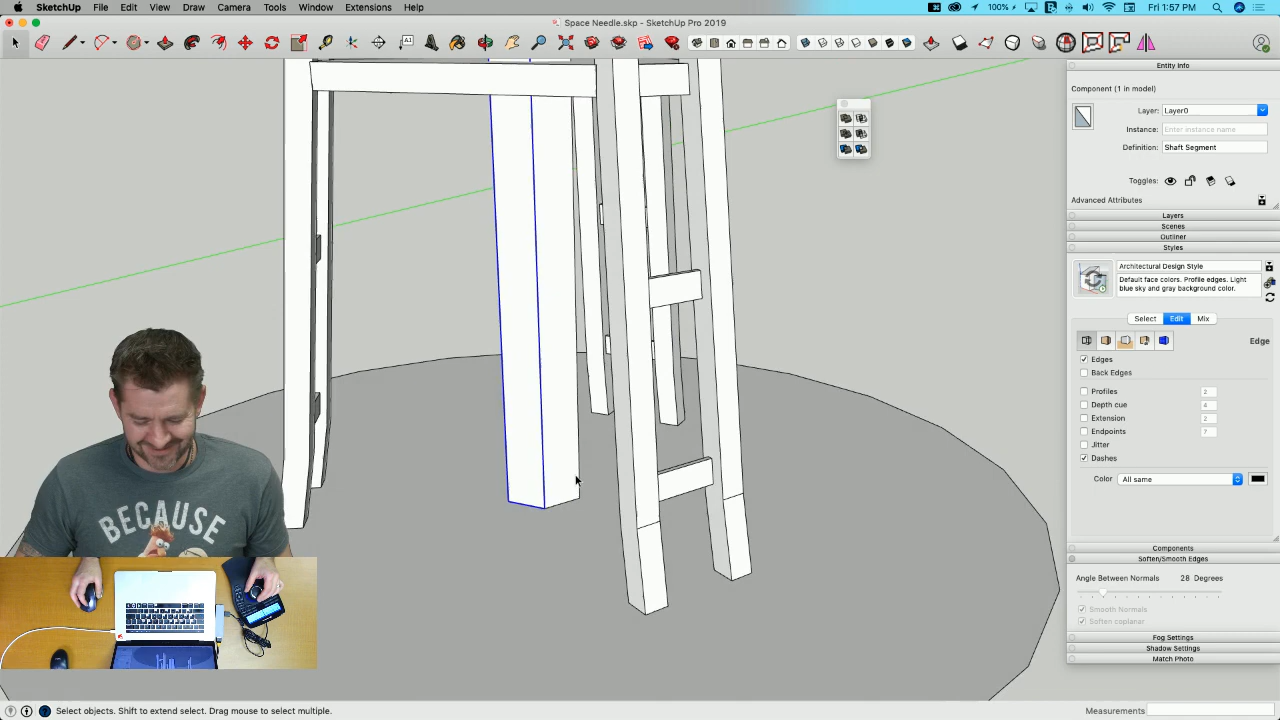 SketchUp File Edit View Draw Camera Tools Window Extensions Help
100% Fri 1:57 PM
Space Needle.skp - SketchUp Pro 2019
Entity Info
Component (1 in model)
Layer: Layer0
Instance: Enter instance name
Definition: Shaft Segment
Toggles:
Advanced Attributes
Layers
Scenes
Outliner
Styles
Architectural Design Style
Default face colors. Profile edges. Light
blue sky and gray background color.
Select Edit Mix
Edge
Edges
Back Edges
Profiles 2
Depth cue 4
Extension 2
Endpoints 7
Jitter
Dashes
Color All same
Components
Soften/Smooth Edges
Angle Between Normals 28 Degrees
Smooth Normals
Soften coplanar
Fog Settings
Shadow Settings
Match Photo
BECAUSE
Select objects. Shift to extend select. Drag mouse to select multiple.
Measurements